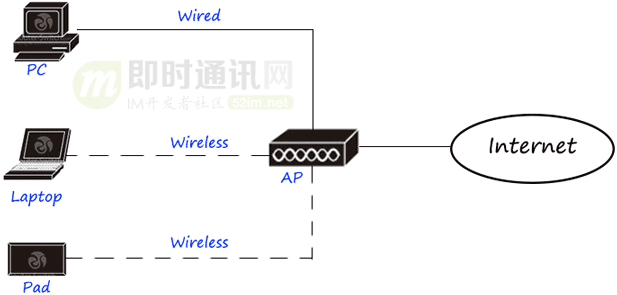 Wired
PC
m 即时通讯网
IM开发者社区 52im.net
Wireless
Internet
AP
Laptop
Wireless
Pad